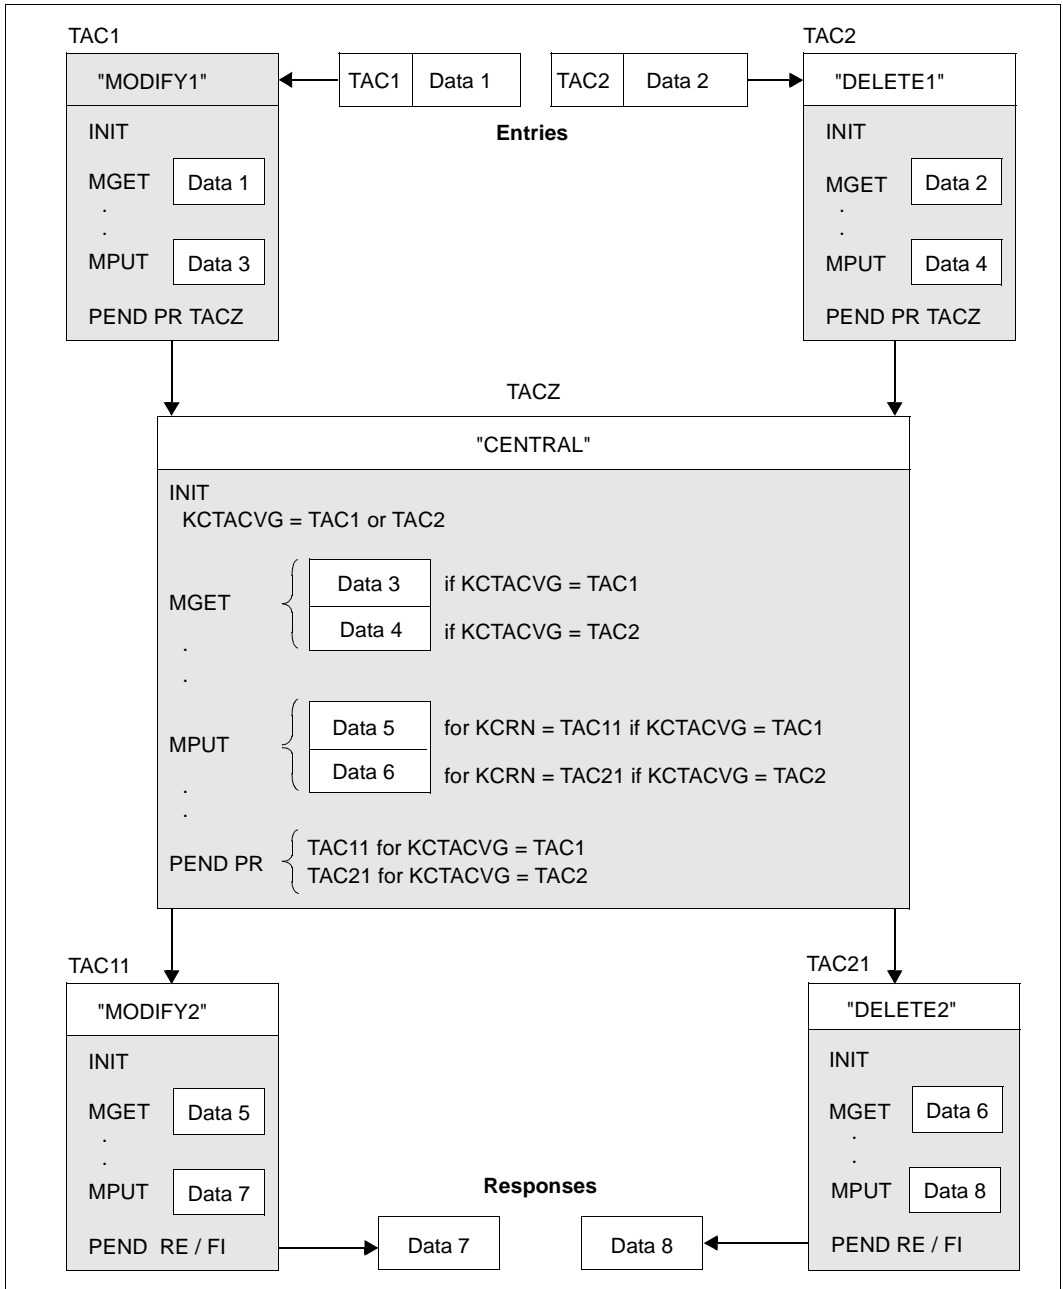 TAC1 TAC2
"MODIFY1" TAC1 Data 1 TAC2 Data 2 "DELETE1"
Entries
INIT INIT
MGET Data 1 MGET Data 2
. .
. .
MPUT Data 3 MPUT Data 4
PEND PR TACZ PEND PR TACZ
TACZ
"CENTRAL"
INIT
KCTACVG = TAC1 or TAC2
MGET
Data 3 if KCTACVG = TAC1
Data 4 if KCTACVG = TAC2
.
.
MPUT
Data 5 for KCRN = TAC11 if KCTACVG = TAC1
Data 6 for KCRN = TAC21 if KCTACVG = TAC2
.
.
PEND PR
TAC11 for KCTACVG = TAC1
TAC21 for KCTACVG = TAC2
TAC11 TAC21
"MODIFY2" "DELETE2"
INIT INIT
MGET Data 5 MGET Data 6
. .
. .
MPUT Data 7 MPUT Data 8
Responses
PEND RE / FI Data 7 Data 8 PEND RE / FI